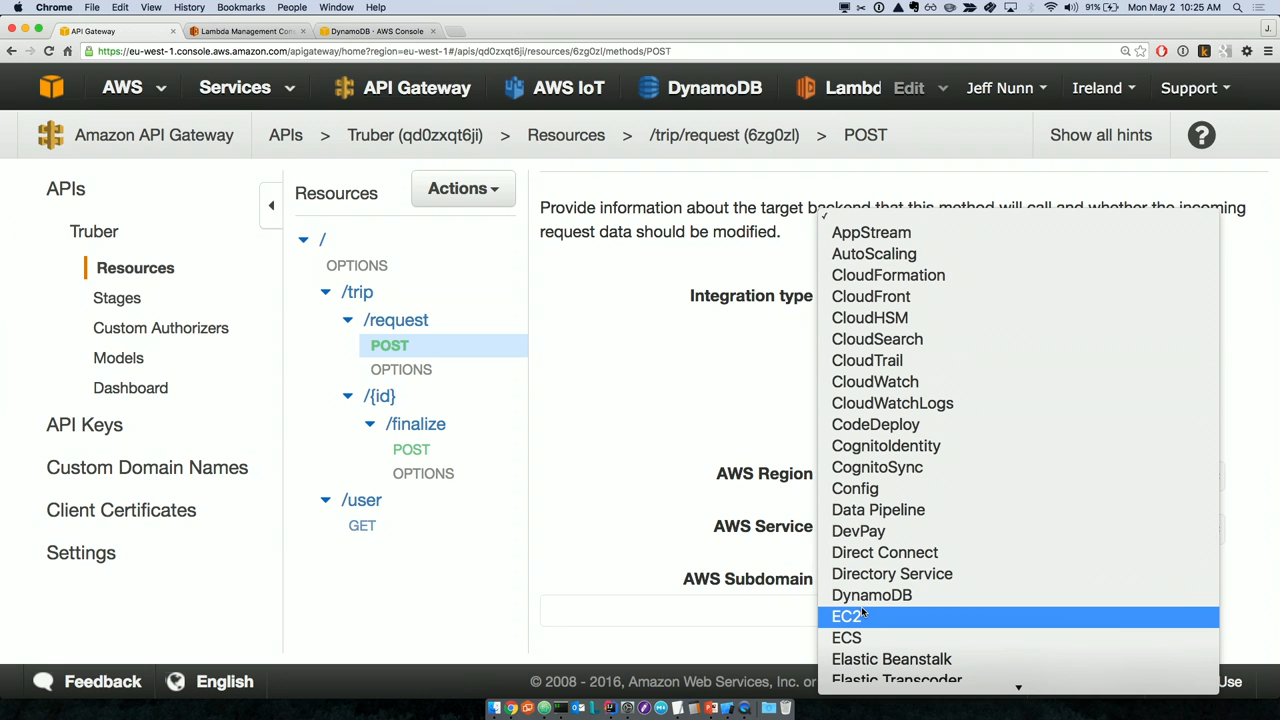 Chrome File Edit View History Bookmarks People Window Help
91% Mon May 2 10:25 AM
API Gateway
Lambda Management Con
DynamoDB · AWS Console
J.
https://eu-west-1.console.aws.amazon.com/apigateway/home?region=eu-west-1#/apis/qd0zxqt6ji/resources/6zg0zl/methods/POST
AWS Services API Gateway AWS IoT DynamoDB Lambd Edit Jeff Nunn Ireland Support
Amazon API Gateway APIs > Truber (qd0zxqt6ji) > Resources > /trip/request (6zg0zl) > POST Show all hints ?
APIs
Truber
Resources
Stages
Custom Authorizers
Models
Dashboard
API Keys
Custom Domain Names
Client Certificates
Settings
Resources
Actions
/
OPTIONS
/trip
/request
POST
OPTIONS
/{id}
/finalize
POST
OPTIONS
/user
GET
Provide information about the target backend that this method will call and whether the incoming
request data should be modified.
Integration type
AWS Region
AWS Service
AWS Subdomain
✓
AppStream
AutoScaling
CloudFormation
CloudFront
CloudHSM
CloudSearch
CloudTrail
CloudWatch
CloudWatchLogs
CodeDeploy
CognitoIdentity
CognitoSync
Config
Data Pipeline
DevPay
Direct Connect
Directory Service
DynamoDB
EC2
ECS
Elastic Beanstalk
Elastic Transcoder
Feedback English
© 2008 - 2016, Amazon Web Services, Inc. or
Use